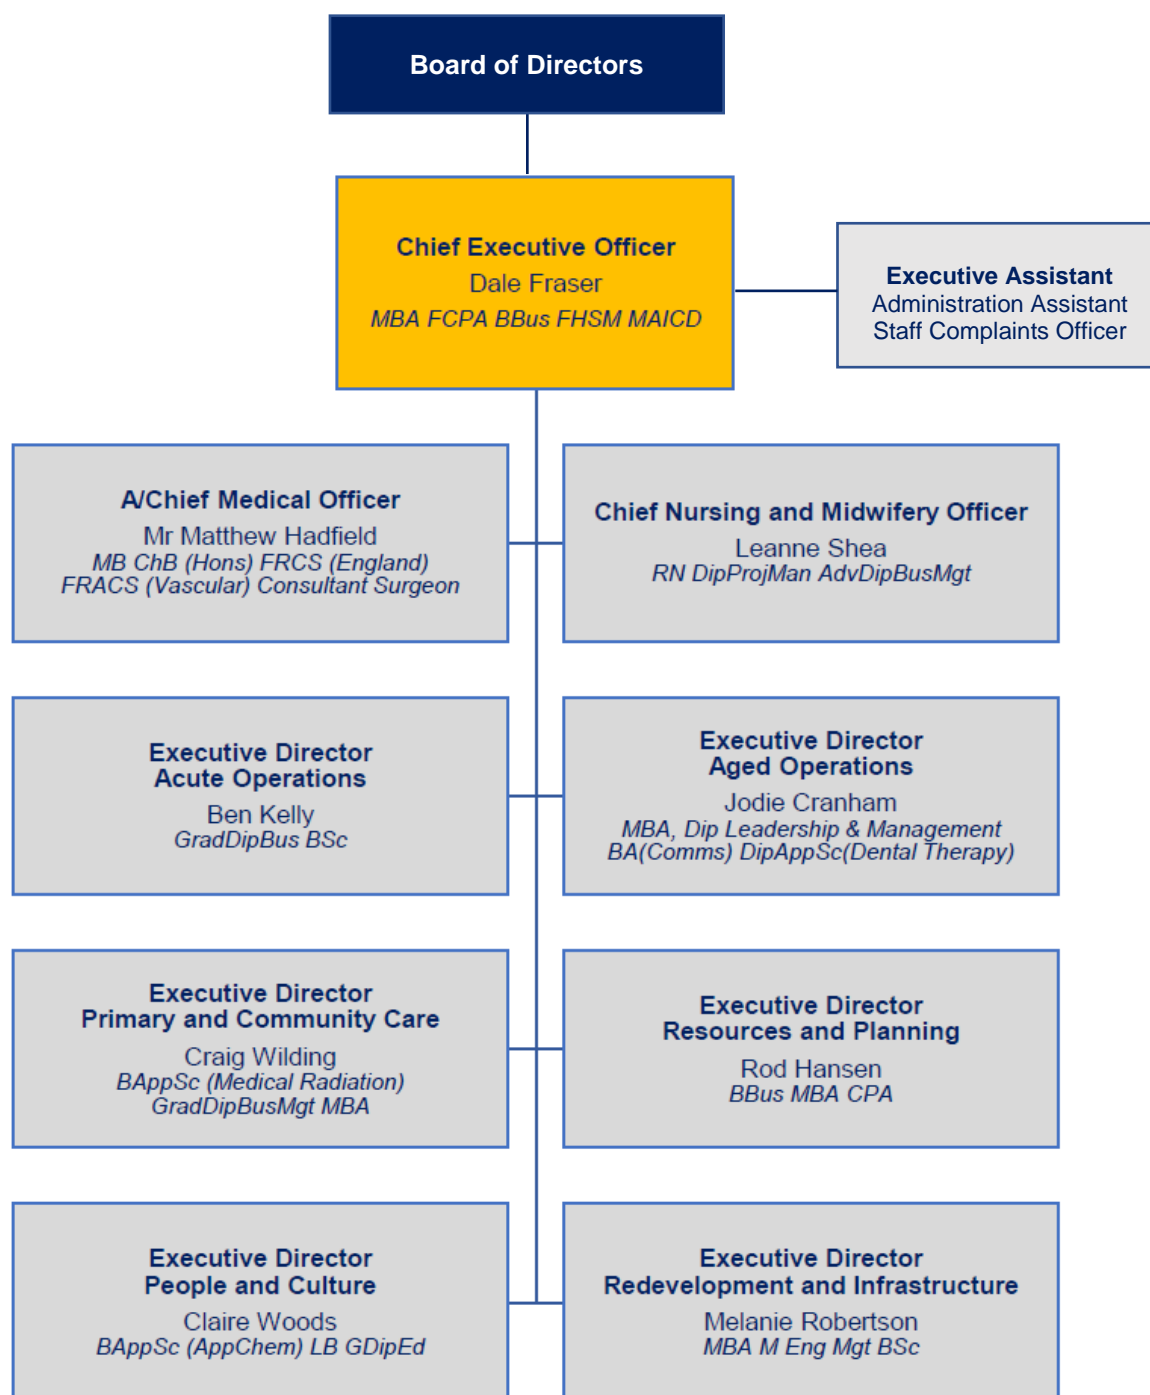 Board of Directors
Chief Executive Officer
Dale Fraser
MBA FCPA BBus FHSM MAICD
Executive Assistant
Administration Assistant
Staff Complaints Officer
A/Chief Medical Officer
Mr Matthew Hadfield
MB ChB (Hons) FRCS (England)
FRACS (Vascular) Consultant Surgeon
Chief Nursing and Midwifery Officer
Leanne Shea
RN DipProjMan AdvDipBusMgt
Executive Director
Acute Operations
Ben Kelly
GradDipBus BSc
Executive Director
Aged Operations
Jodie Cranham
MBA, Dip Leadership & Management
BA(Comms) DipAppSc(Dental Therapy)
Executive Director
Primary and Community Care
Craig Wilding
BAppSc (Medical Radiation)
GradDipBusMgt MBA
Executive Director
Resources and Planning
Rod Hansen
BBus MBA CPA
Executive Director
People and Culture
Claire Woods
BAppSc (AppChem) LB GDipEd
Executive Director
Redevelopment and Infrastructure
Melanie Robertson
MBA M Eng Mgt BSc